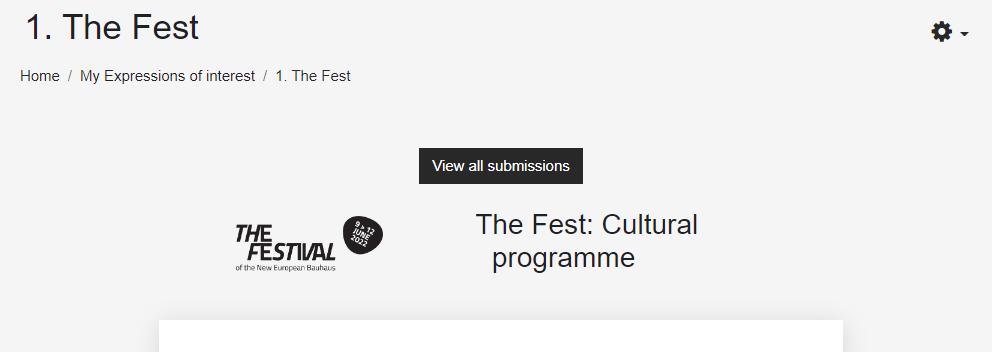 1. The Fest
Home / My Expressions of interest / 1. The Fest
View all submissions
THE
FESTIVAL
of the New European Bauhaus
9 > 12
JUNE
2022
The Fest: Cultural
programme